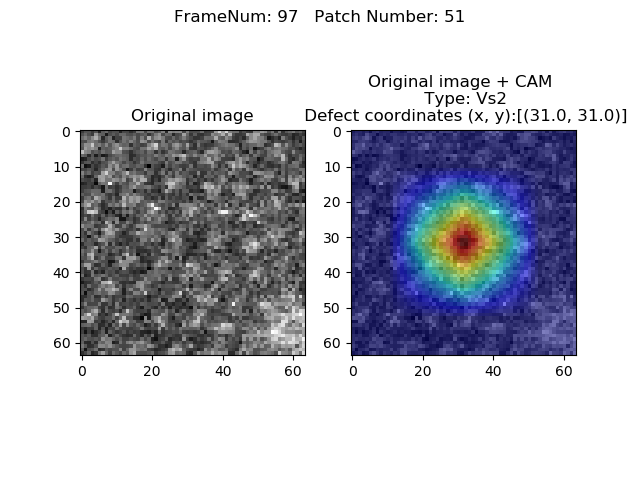 FrameNum: 97   Patch Number: 51
Original image
0
10
20
30
40
50
60
0 20 40 60
Original image + CAM
Type: Vs2
Defect coordinates (x, y):[(31.0, 31.0)]
0
10
20
30
40
50
60
0 20 40 60